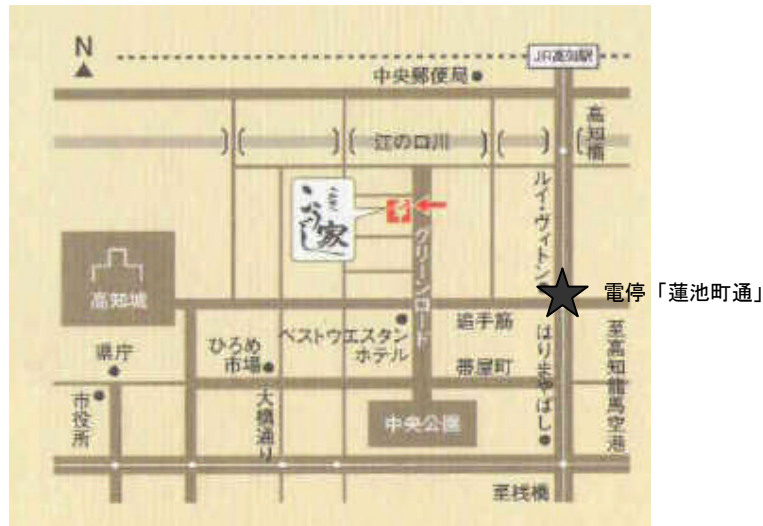 N
JR高知駅
中央郵便局
高知橋
江の口川
ルイ・ヴィトン
家
グリーンロード
高知城
電停「蓮池町通」
追手筋
ベストウエスタン
ホテル
ひろめ
市場
県庁
帯屋町
はりまやばし
至高知龍馬空港
市役所
大橋通り
中央公園
至桟橋